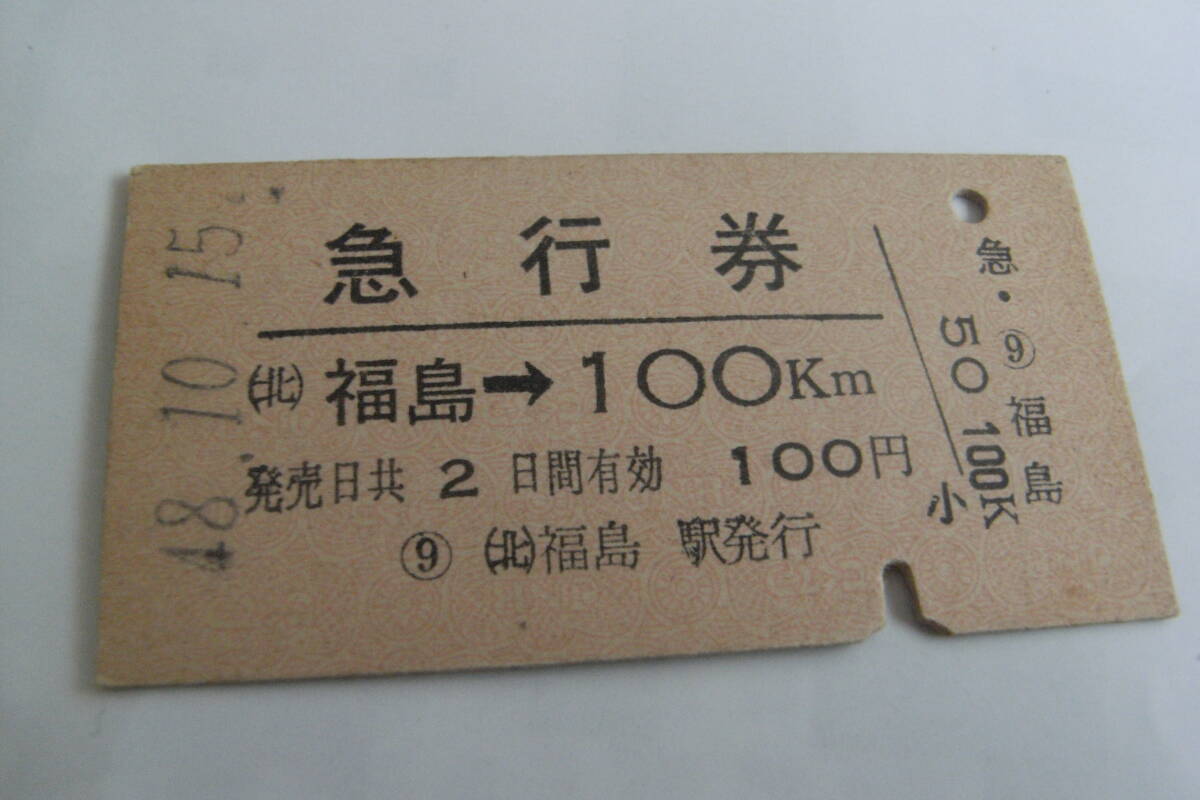 48.10.15
急行券
㋥福島➡100Km
発売日共2日間有効 100円
⑨ (北)福島駅発行
急・⑨福島
50 100K
小